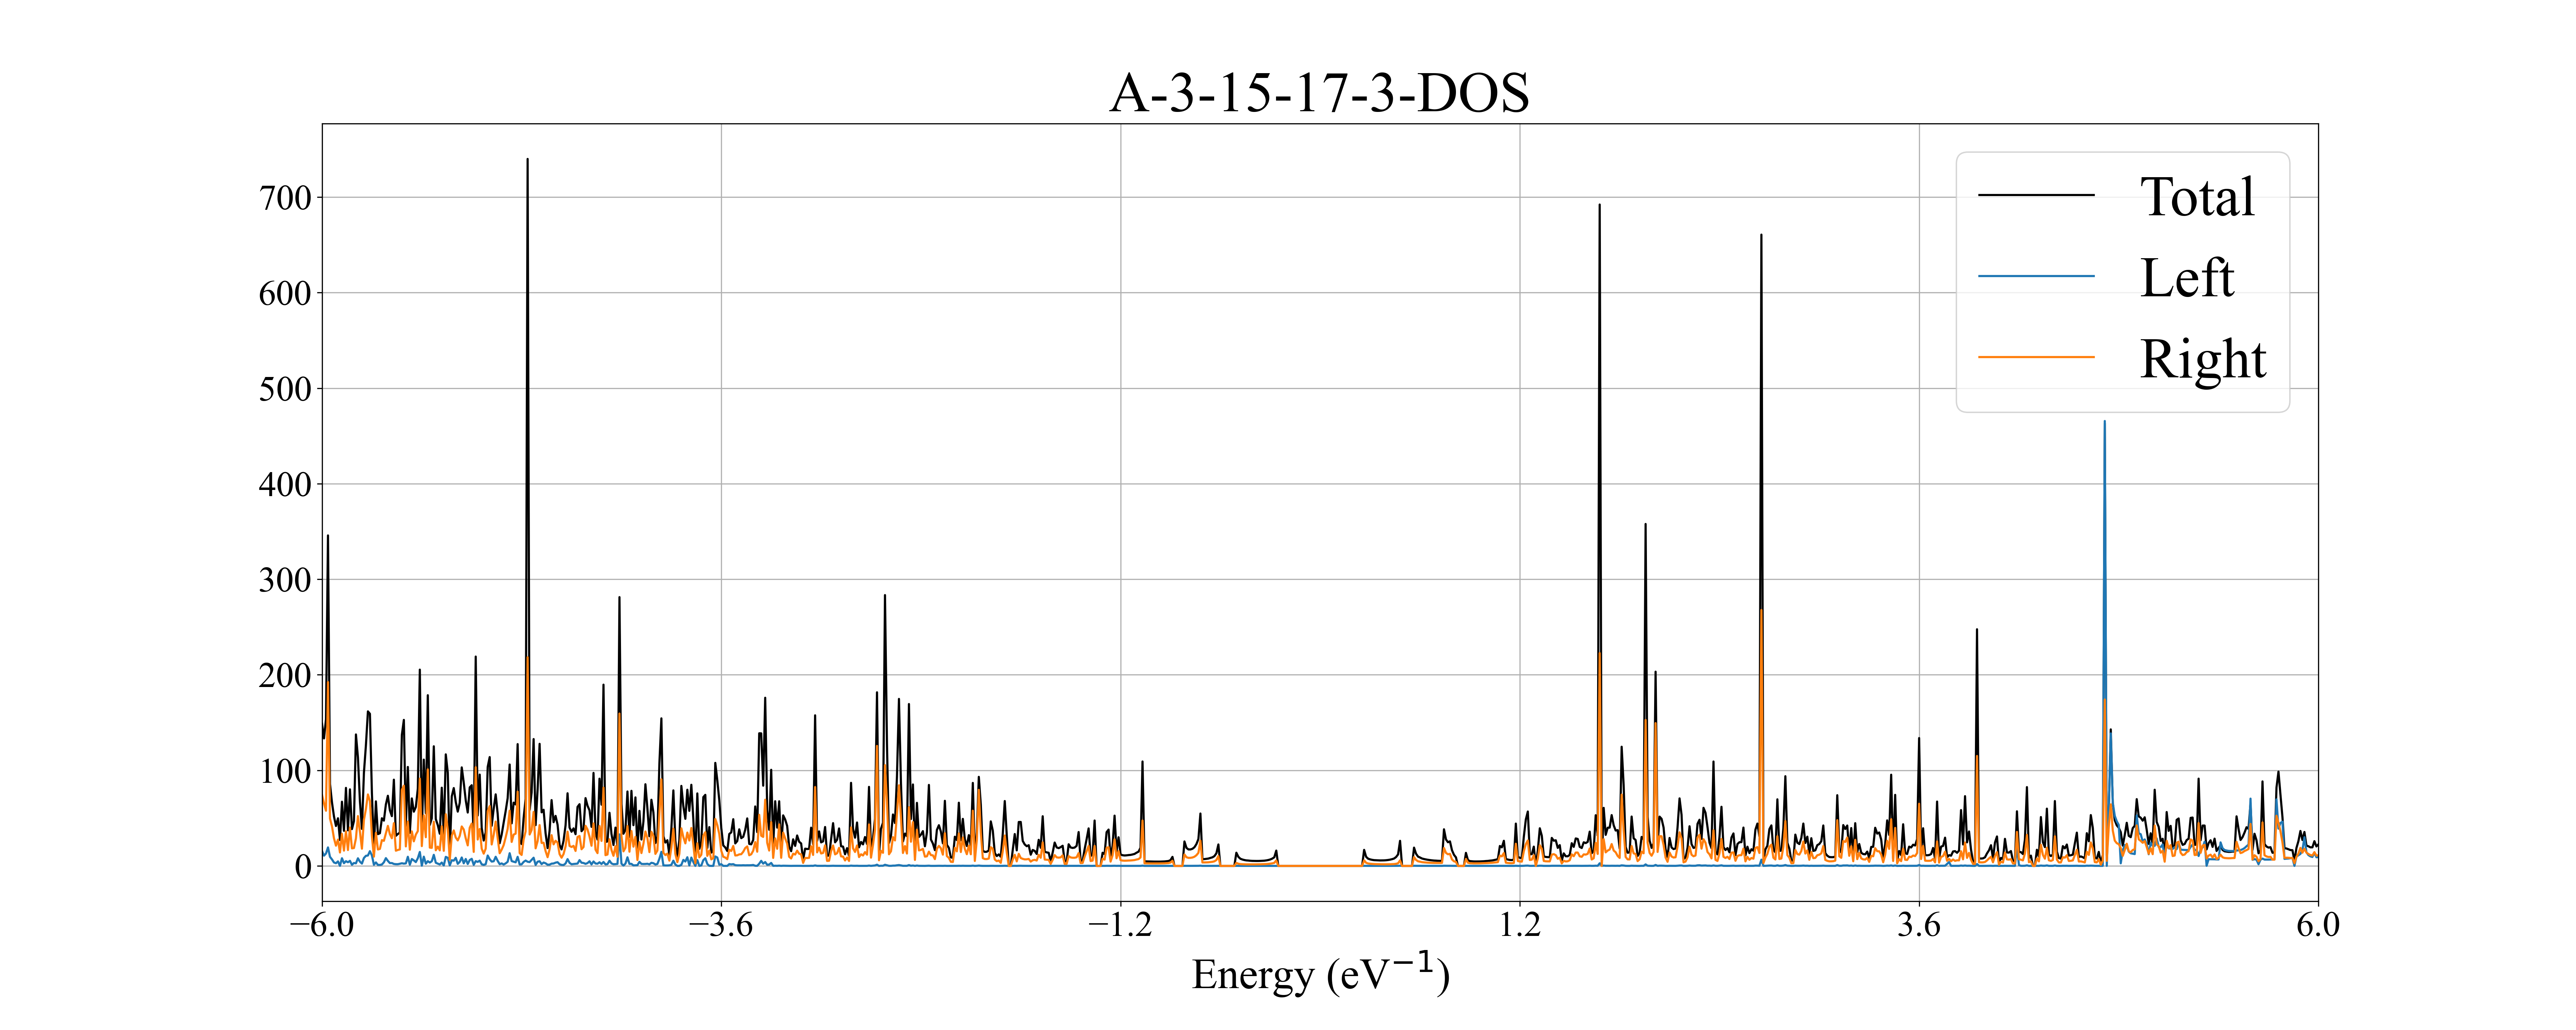 A-3-15-17-3-DOS
700
600
500
400
300
200
100
0
Total
Left
Right
−6.0 −3.6 −1.2 1.2 3.6 6.0
Energy (eV⁻¹)